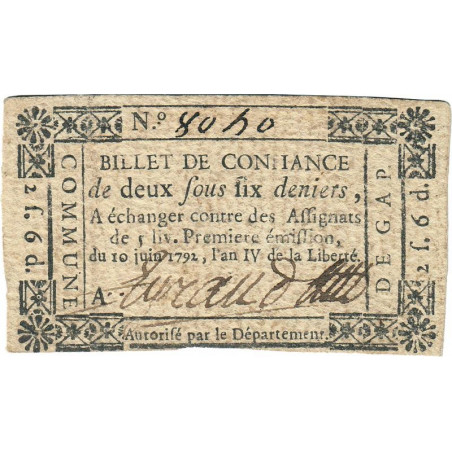 N.º 8040
BILLET DE CONFIANCE
de deux ſous ſix deniers,
A échanger contre des Aſſignats
de 5 liv. Premiere émiſſion,
du 10 juin 1792, l'an IV de la Liberté.
A.
Autoriſé par le Département.
COMMUNE
DE GAP
2 ſ. 6 d.
2 ſ. 6 d.